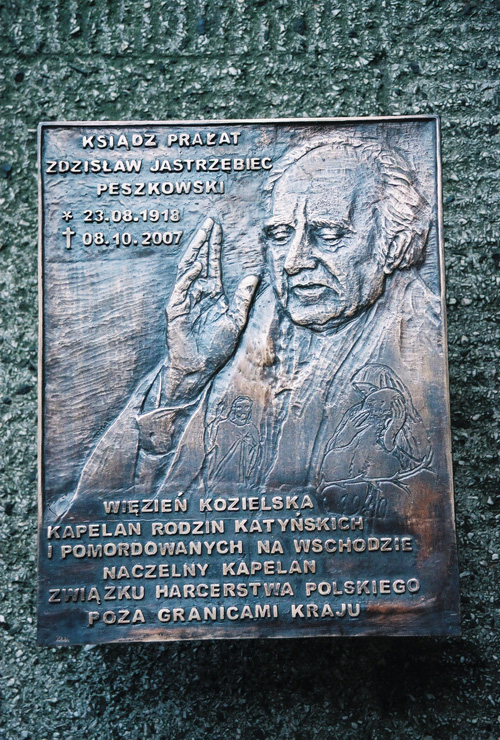 KSIĄDZ PRAŁAT
ZDZISŁAW JASTRZĘBIEC
PESZKOWSKI
* 23.08.1918
† 08.10.2007
WIĘZIEŃ KOZIELSKA
KAPELAN RODZIN KATYŃSKICH
I POMORDOWANYCH NA WSCHODZIE
NACZELNY KAPELAN
ZWIĄZKU HARCERSTWA POLSKIEGO
POZA GRANICAMI KRAJU